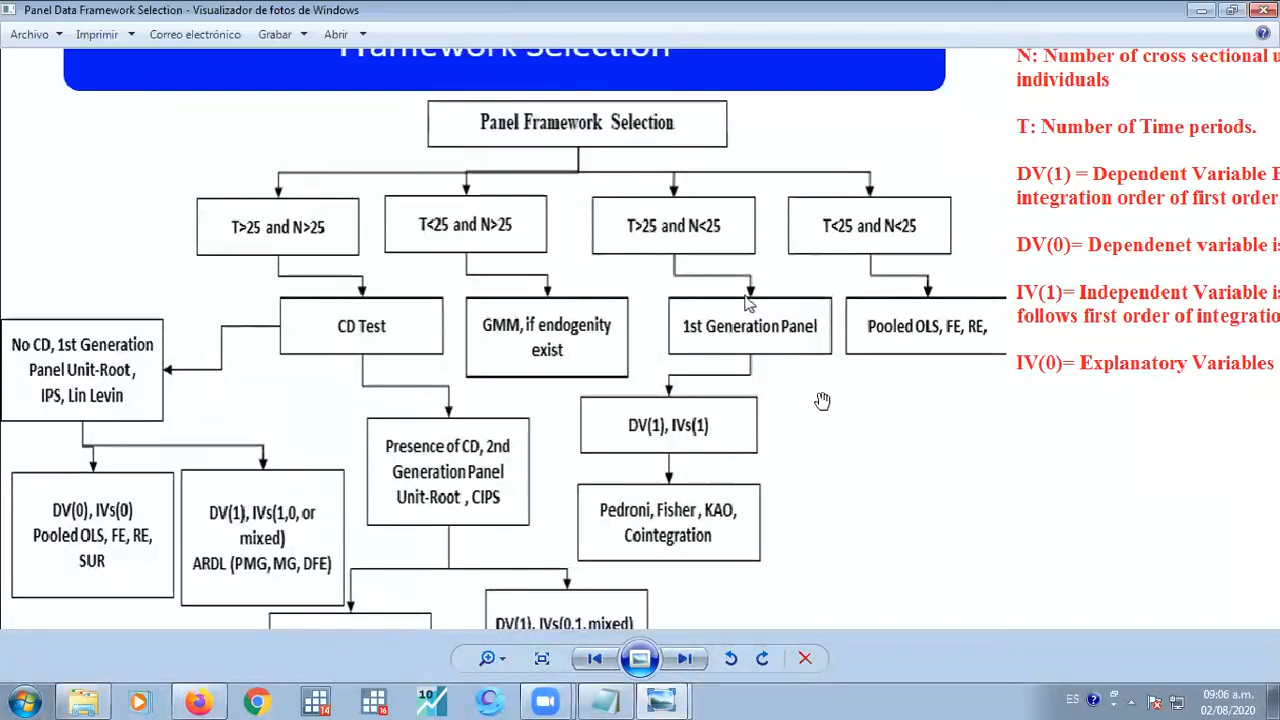 Panel Data Framework Selection - Visualizador de fotos de Windows
Archivo Imprimir Correo electrónico Grabar Abrir
Framework Selection
Panel Framework Selection
T>25 and N>25
T<25 and N>25
T>25 and N<25
T<25 and N<25
CD Test
GMM, if endogenity
exist
1st Generation Panel
Pooled OLS, FE, RE,
No CD, 1st Generation
Panel Unit-Root ,
IPS, Lin Levin
Presence of CD, 2nd
Generation Panel
Unit-Root , CIPS
DV(1), IVs(1)
Pedroni, Fisher , KAO,
Cointegration
DV(0), IVs(0)
Pooled OLS, FE, RE,
SUR
DV(1), IVs(1,0, or
mixed)
ARDL (PMG, MG, DFE)
DV(1), IVs(0,1, mixed)
N: Number of cross sectional
individuals
T: Number of Time periods.
DV(1) = Dependent Variable
integration order of first order
DV(0)= Dependenet variable
IV(1)= Independent Variable
follows first order of
IV(0)= Explanatory Variables
14
16
10
ES
09:06 a.m.
02/08/2020